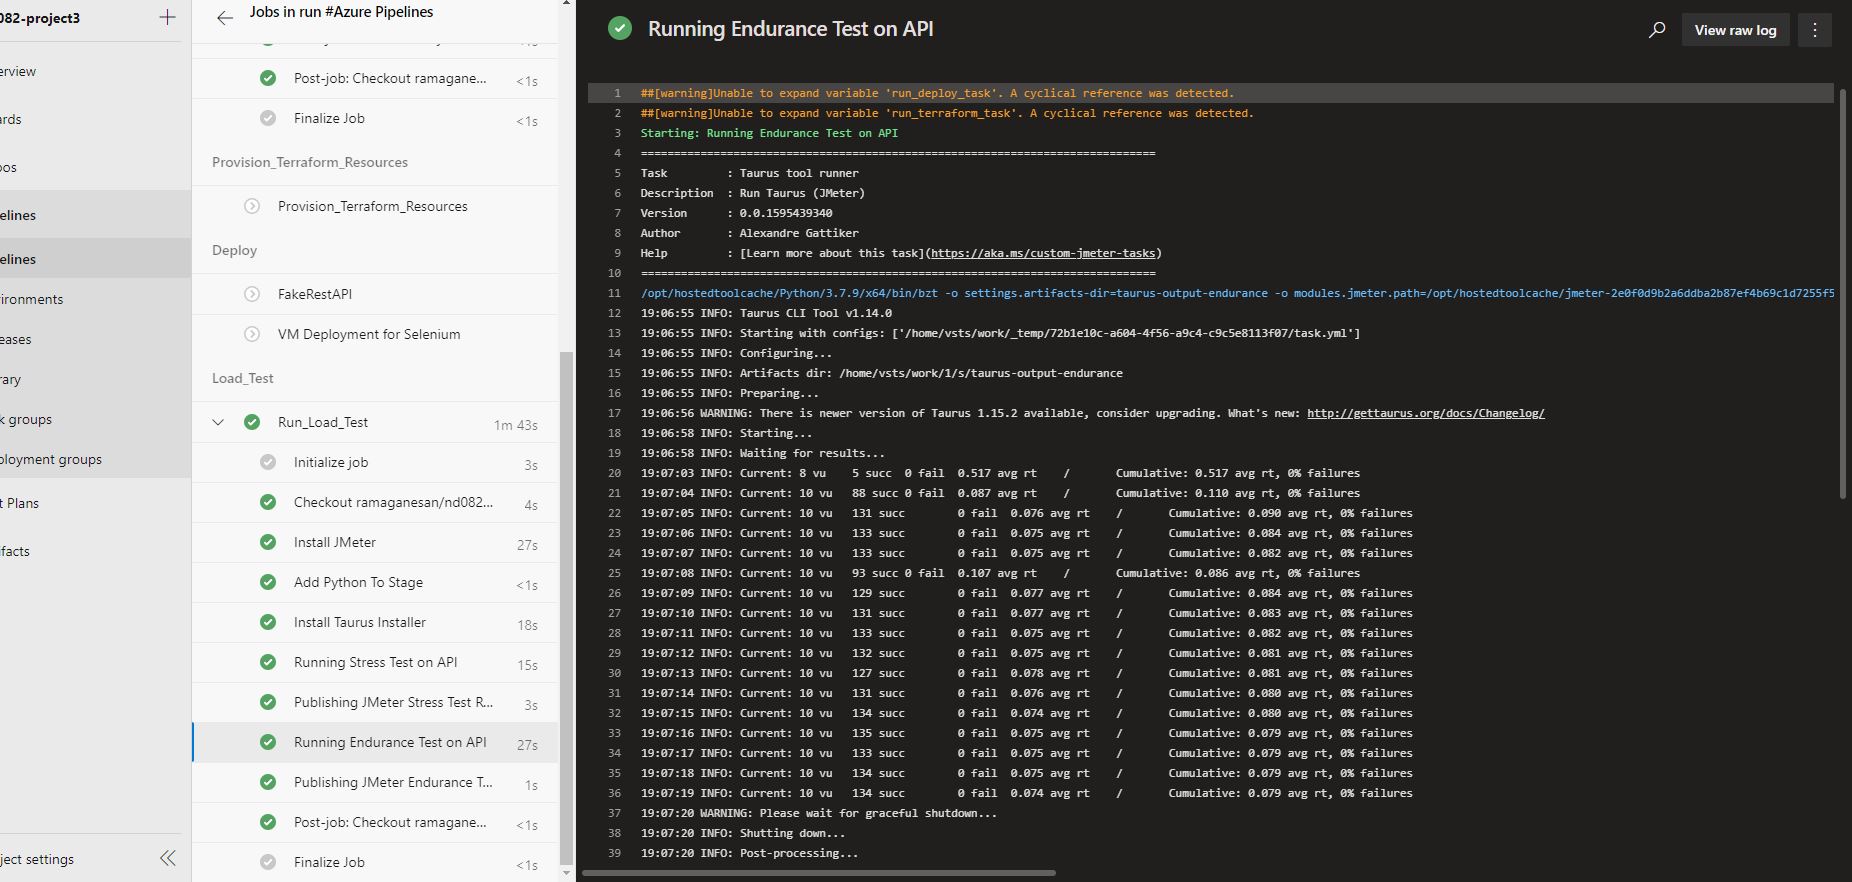 082-project3
+
erview
ards
oos
elines
elines
ironments
eases
rary
k groups
ployment groups
t Plans
ifacts
ject settings
Jobs in run #Azure Pipelines
Post-job: Checkout ramagane... <1s
Finalize Job <1s
Provision_Terraform_Resources
Provision_Terraform_Resources
Deploy
FakeRestAPI
VM Deployment for Selenium
Load_Test
Run_Load_Test 1m 43s
Initialize job 3s
Checkout ramaganesan/nd082... 4s
Install JMeter 27s
Add Python To Stage <1s
Install Taurus Installer 18s
Running Stress Test on API 15s
Publishing JMeter Stress Test R... 3s
Running Endurance Test on API 27s
Publishing JMeter Endurance T... 1s
Post-job: Checkout ramagane... <1s
Finalize Job <1s
Running Endurance Test on API
View raw log
1 ##[warning]Unable to expand variable 'run_deploy_task'. A cyclical reference was detected.
2 ##[warning]Unable to expand variable 'run_terraform_task'. A cyclical reference was detected.
3 Starting: Running Endurance Test on API
4 ==============================================================================
5 Task : Taurus tool runner
6 Description : Run Taurus (JMeter)
7 Version : 0.0.1595439340
8 Author : Alexandre Gattiker
9 Help : [Learn more about this task](https://aka.ms/custom-jmeter-tasks)
10 ==============================================================================
11 /opt/hostedtoolcache/Python/3.7.9/x64/bin/bzt -o settings.artifacts-dir=taurus-output-endurance -o modules.jmeter.path=/opt/hostedtoolcache/jmeter-2e0f0d9b2a6ddba2b87ef4b69c1d7255f5
12 19:06:55 INFO: Taurus CLI Tool v1.14.0
13 19:06:55 INFO: Starting with configs: ['/home/vsts/work/_temp/72b1e10c-a604-4f56-a9c4-c9c5e8113f07/task.yml']
14 19:06:55 INFO: Configuring...
15 19:06:55 INFO: Artifacts dir: /home/vsts/work/1/s/taurus-output-endurance
16 19:06:55 INFO: Preparing...
17 19:06:56 WARNING: There is newer version of Taurus 1.15.2 available, consider upgrading. What's new: http://gettaurus.org/docs/Changelog/
18 19:06:58 INFO: Starting...
19 19:06:58 INFO: Waiting for results...
20 19:07:03 INFO: Current: 8 vu 5 succ 0 fail 0.517 avg rt / Cumulative: 0.517 avg rt, 0% failures
21 19:07:04 INFO: Current: 10 vu 88 succ 0 fail 0.087 avg rt / Cumulative: 0.110 avg rt, 0% failures
22 19:07:05 INFO: Current: 10 vu 131 succ 0 fail 0.076 avg rt / Cumulative: 0.090 avg rt, 0% failures
23 19:07:06 INFO: Current: 10 vu 133 succ 0 fail 0.075 avg rt / Cumulative: 0.084 avg rt, 0% failures
24 19:07:07 INFO: Current: 10 vu 133 succ 0 fail 0.075 avg rt / Cumulative: 0.082 avg rt, 0% failures
25 19:07:08 INFO: Current: 10 vu 93 succ 0 fail 0.107 avg rt / Cumulative: 0.086 avg rt, 0% failures
26 19:07:09 INFO: Current: 10 vu 129 succ 0 fail 0.077 avg rt / Cumulative: 0.084 avg rt, 0% failures
27 19:07:10 INFO: Current: 10 vu 131 succ 0 fail 0.077 avg rt / Cumulative: 0.083 avg rt, 0% failures
28 19:07:11 INFO: Current: 10 vu 133 succ 0 fail 0.075 avg rt / Cumulative: 0.082 avg rt, 0% failures
29 19:07:12 INFO: Current: 10 vu 132 succ 0 fail 0.075 avg rt / Cumulative: 0.081 avg rt, 0% failures
30 19:07:13 INFO: Current: 10 vu 127 succ 0 fail 0.078 avg rt / Cumulative: 0.081 avg rt, 0% failures
31 19:07:14 INFO: Current: 10 vu 131 succ 0 fail 0.076 avg rt / Cumulative: 0.080 avg rt, 0% failures
32 19:07:15 INFO: Current: 10 vu 134 succ 0 fail 0.074 avg rt / Cumulative: 0.080 avg rt, 0% failures
33 19:07:16 INFO: Current: 10 vu 135 succ 0 fail 0.075 avg rt / Cumulative: 0.079 avg rt, 0% failures
34 19:07:17 INFO: Current: 10 vu 133 succ 0 fail 0.075 avg rt / Cumulative: 0.079 avg rt, 0% failures
35 19:07:18 INFO: Current: 10 vu 134 succ 0 fail 0.075 avg rt / Cumulative: 0.079 avg rt, 0% failures
36 19:07:19 INFO: Current: 10 vu 134 succ 0 fail 0.074 avg rt / Cumulative: 0.079 avg rt, 0% failures
37 19:07:20 WARNING: Please wait for graceful shutdown...
38 19:07:20 INFO: Shutting down...
39 19:07:20 INFO: Post-processing...